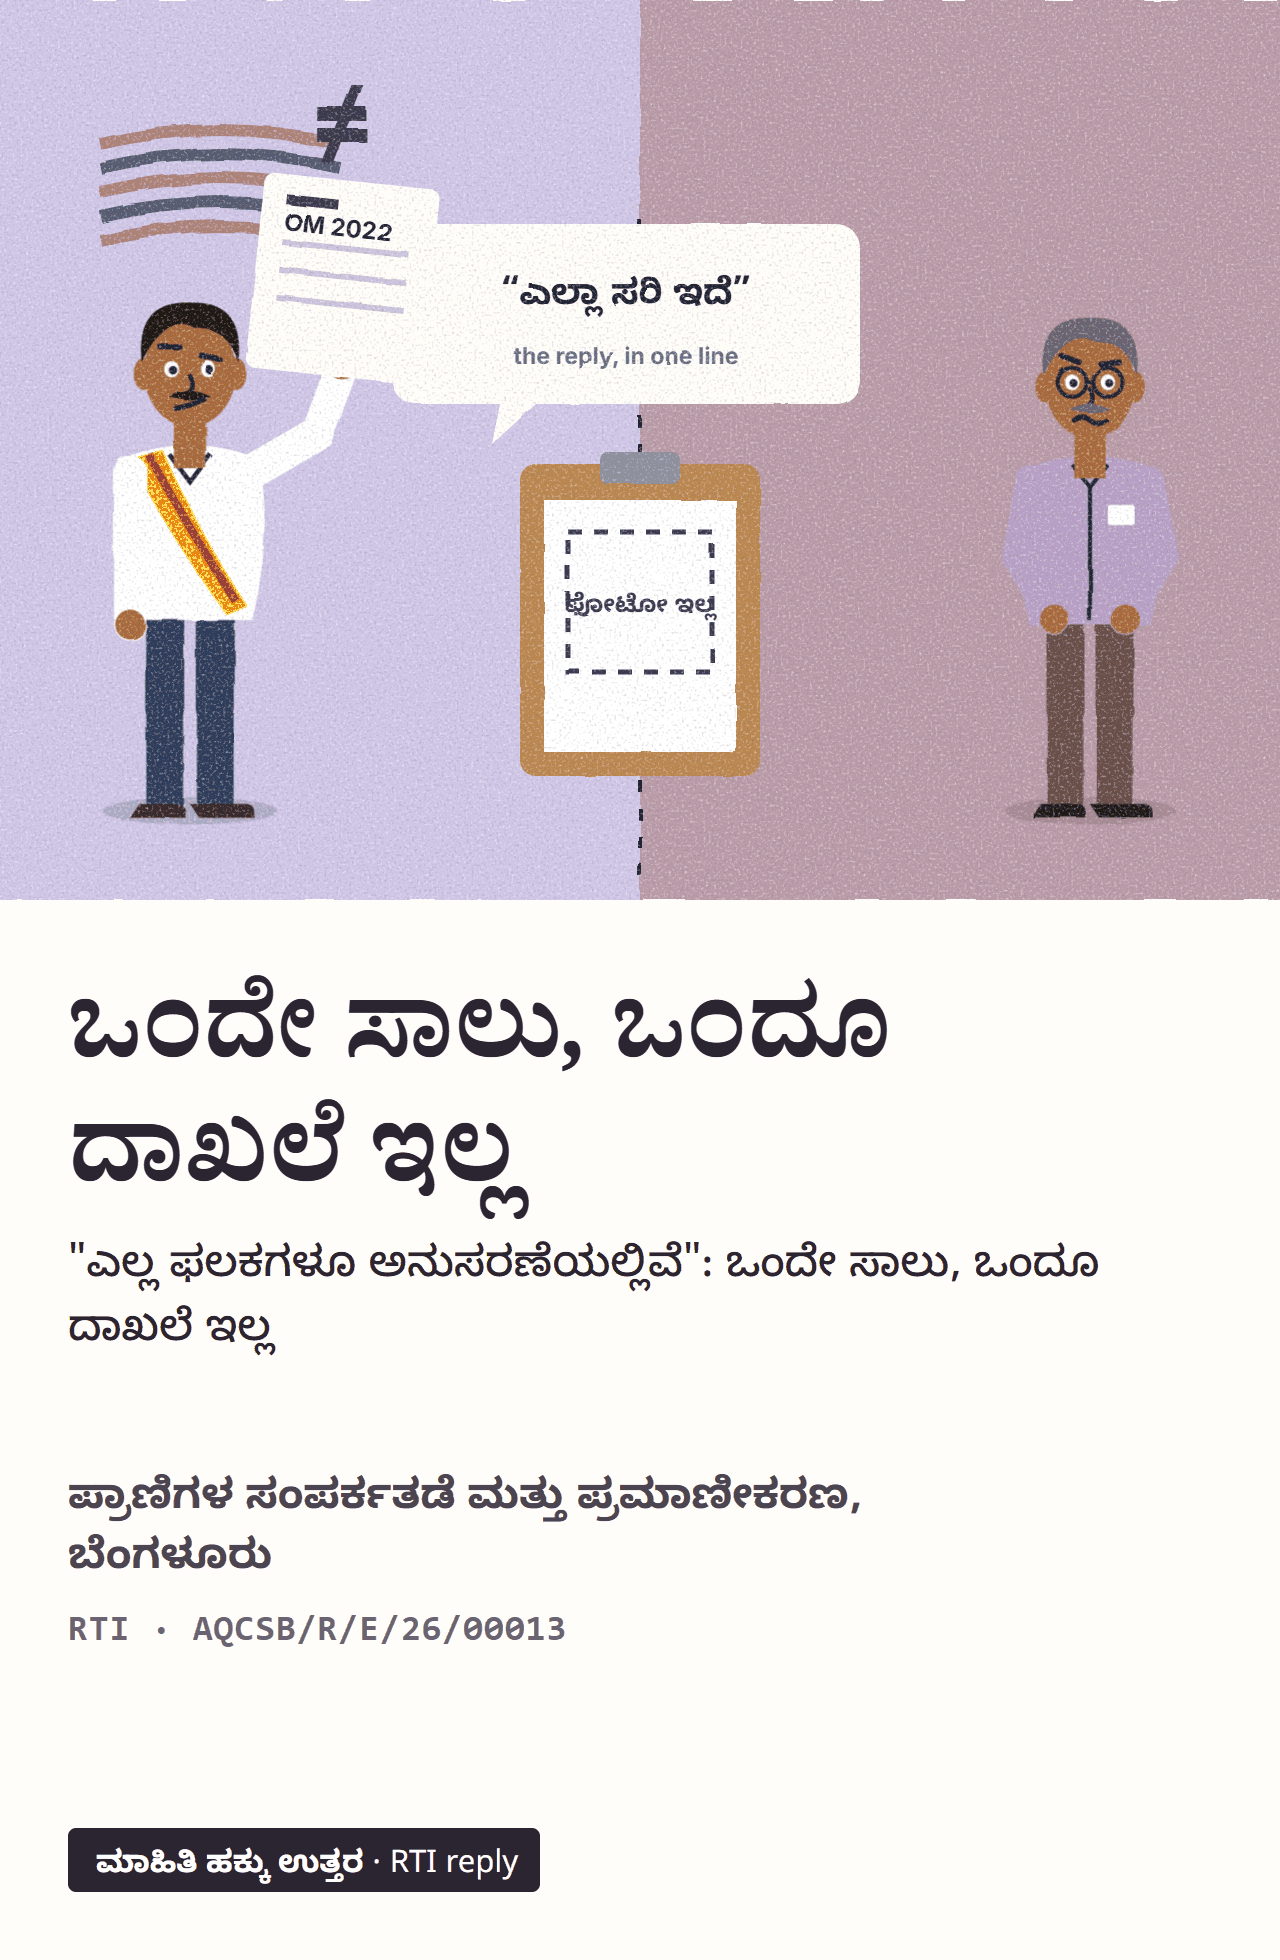 ≠
OM 2022
“ಎಲ್ಲಾ ಸರಿ ಇದೆ”
the reply, in one line
ಫೋಟೋ ಇಲ್ಲ
ಒಂದೇ ಸಾಲು, ಒಂದೂ
ದಾಖಲೆ ಇಲ್ಲ
"ಎಲ್ಲ ಫಲಕಗಳೂ ಅನುಸರಣೆಯಲ್ಲಿವೆ": ಒಂದೇ ಸಾಲು, ಒಂದೂ
ದಾಖಲೆ ಇಲ್ಲ
ಪ್ರಾಣಿಗಳ ಸಂಪರ್ಕತಡೆ ಮತ್ತು ಪ್ರಮಾಣೀಕರಣ,
ಬೆಂಗಳೂರು
RTI · AQCSB/R/E/26/00013
ಮಾಹಿತಿ ಹಕ್ಕು ಉತ್ತರ · RTI reply